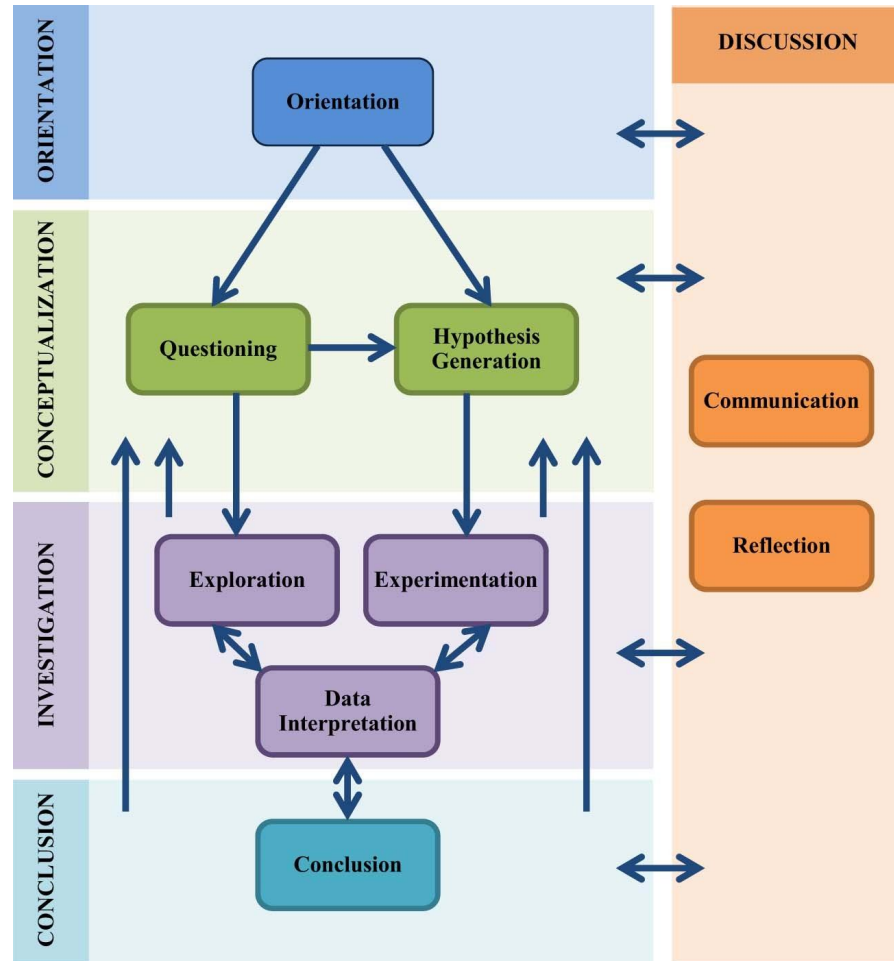 ORIENTATION
Orientation
CONCEPTUALIZATION
Questioning
Hypothesis
Generation
INVESTIGATION
Exploration
Experimentation
Data
Interpretation
CONCLUSION
Conclusion
DISCUSSION
Communication
Reflection